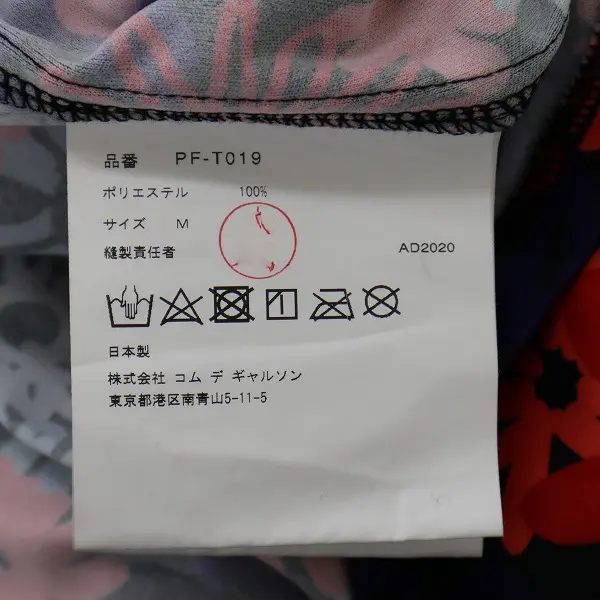 品番 PF-T019
ポリエステル 100%
サイズ M
縫製責任者 AD2020
日本製
株式会社 コム デ ギャルソン
東京都港区南青山5-11-5